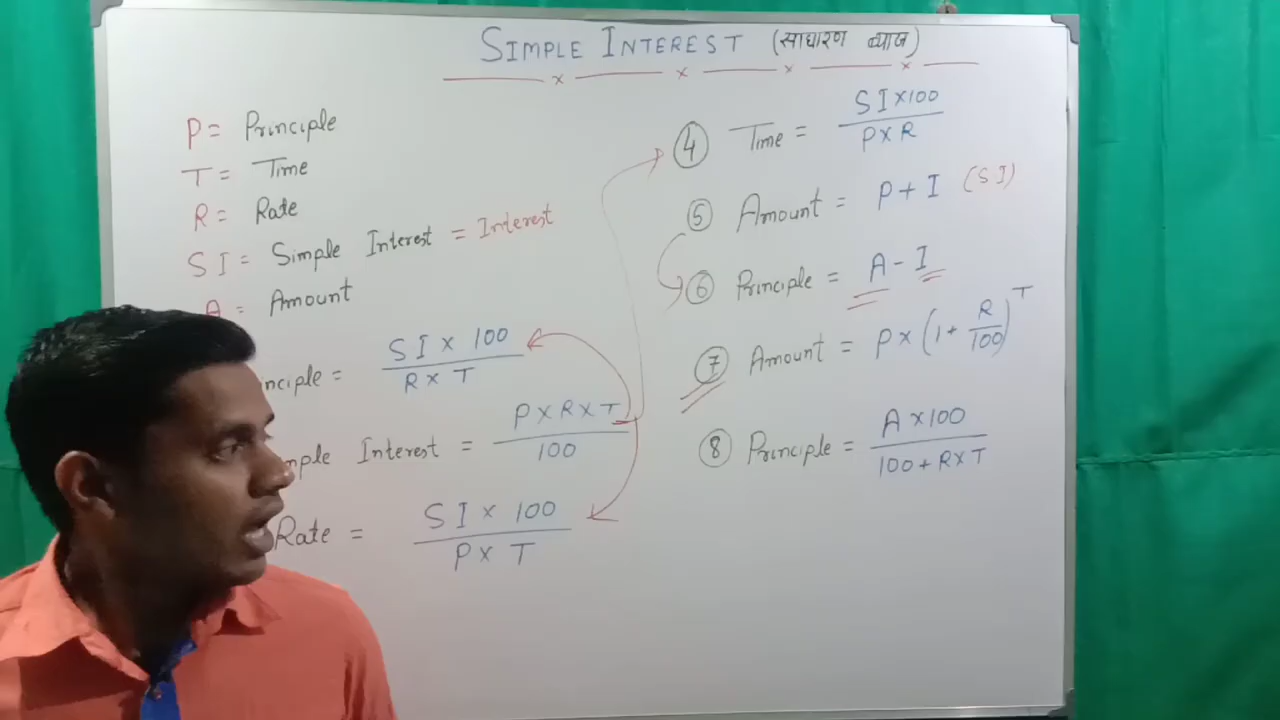 SIMPLE INTEREST (साधारण ब्याज)
P = Principle
T = Time
R = Rate
SI = Simple Interest = Interest
A = Amount
nciple = SI × 100 / R × T
mple Interest = P × R × T / 100
Rate = SI × 100 / P × T
④ Time = SI × 100 / P × R
⑤ Amount = P + I (SI)
⑥ Principle = A - I
⑦ Amount = P × (1 + R/100)^T
⑧ Principle = A × 100 / 100 + R × T